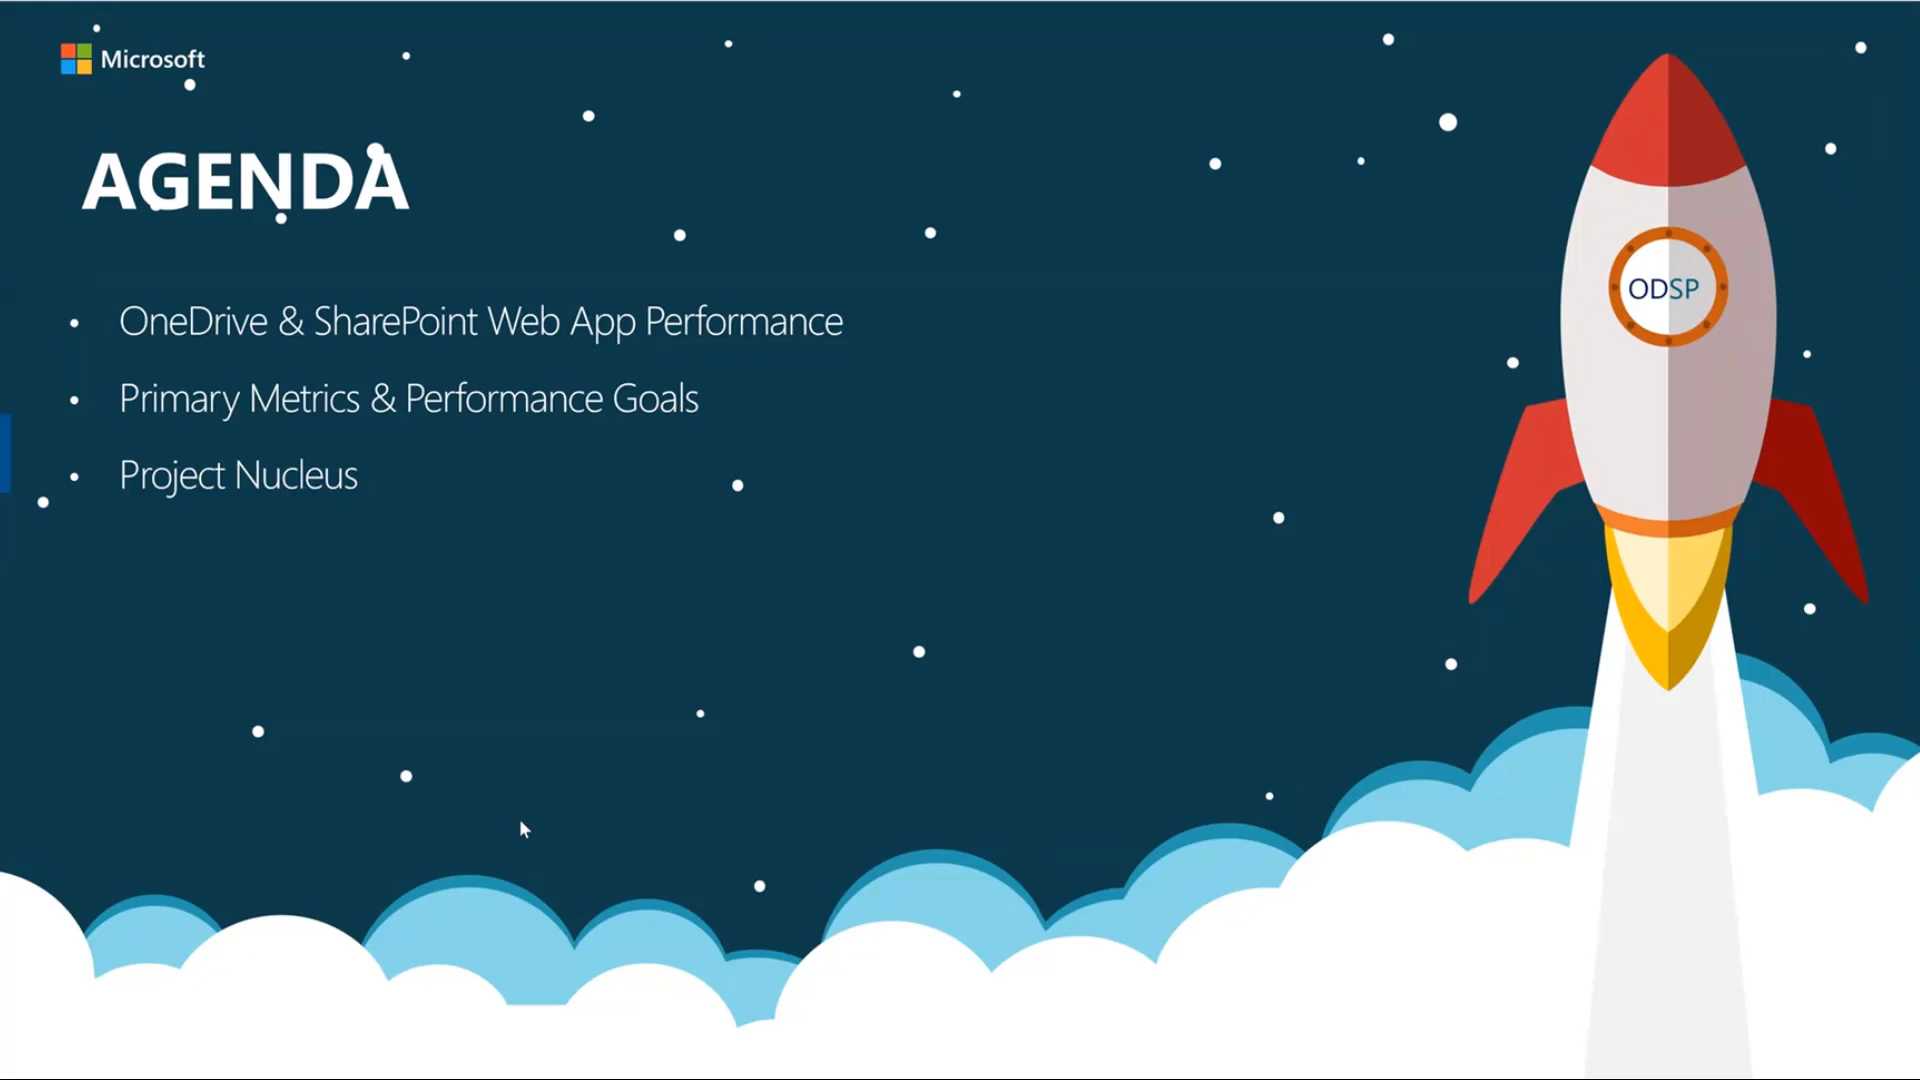 Microsoft
AGENDA
• OneDrive & SharePoint Web App Performance
• Primary Metrics & Performance Goals
• Project Nucleus
ODSP